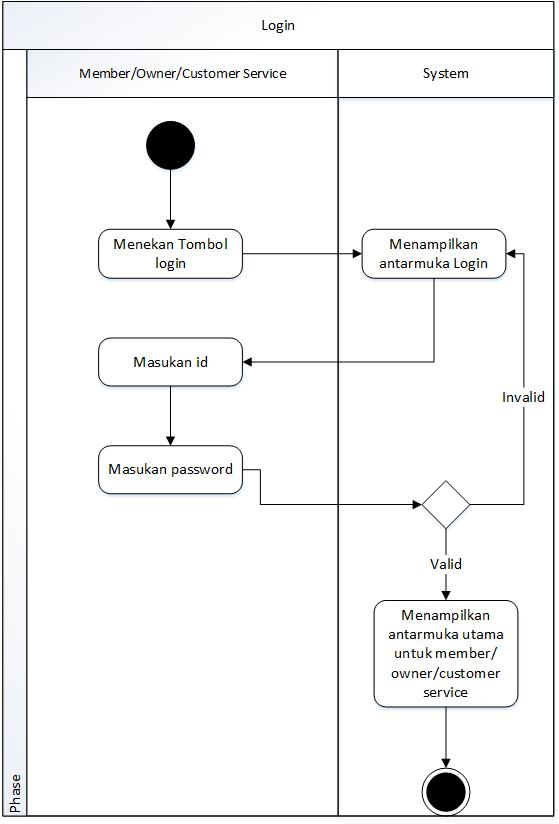 Login
Member/Owner/Customer Service
System
Menekan Tombol
login
Menampilkan
antarmuka Login
Masukan id
Invalid
Masukan password
Valid
Menampilkan
antarmuka utama
untuk member/
owner/customer
service
Phase